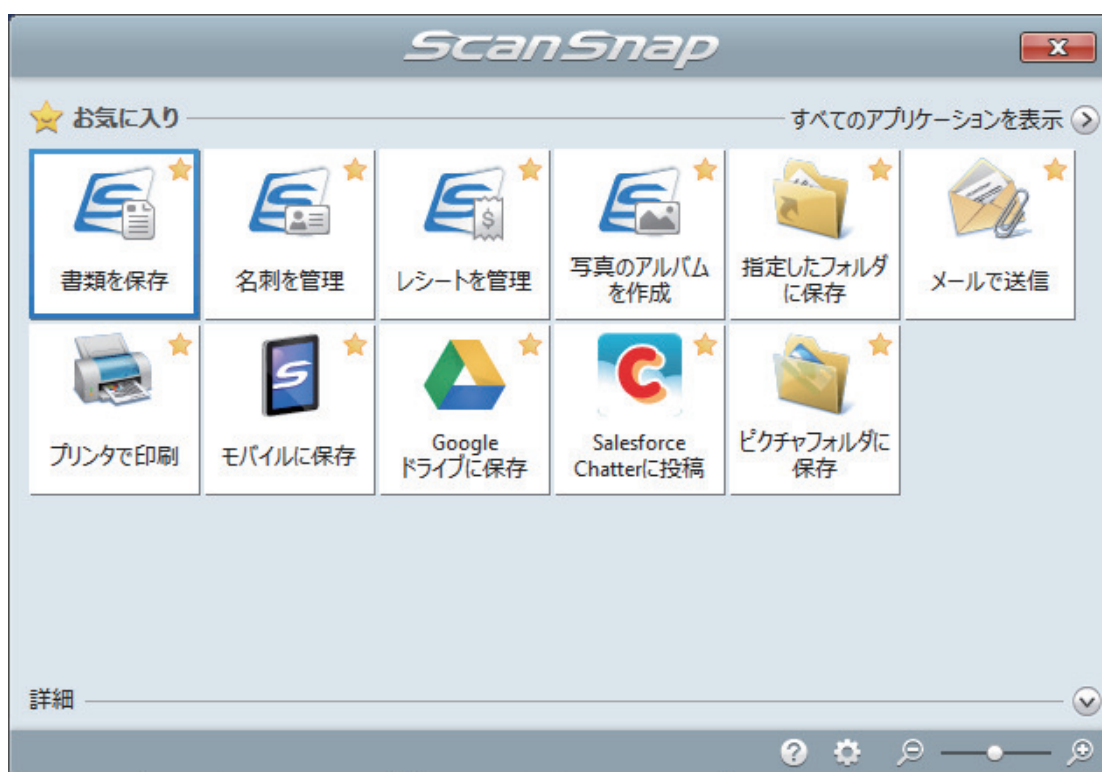 ScanSnap
お気に入り
すべてのアプリケーションを表示
書類を保存
名刺を管理
レシートを管理
写真のアルバム
を作成
指定したフォルダ
に保存
メールで送信
プリンタで印刷
モバイルに保存
Google
ドライブに保存
Salesforce
Chatterに投稿
ピクチャフォルダに
保存
詳細